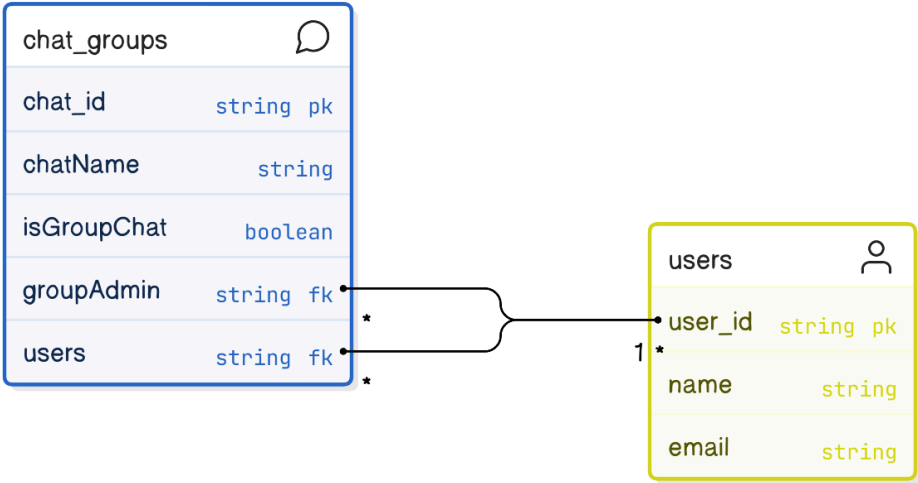 chat_groups
chat_id string pk
chatName string
isGroupChat boolean
groupAdmin string fk
*
users string fk
*
users
user_id string pk
1 *
name string
email string